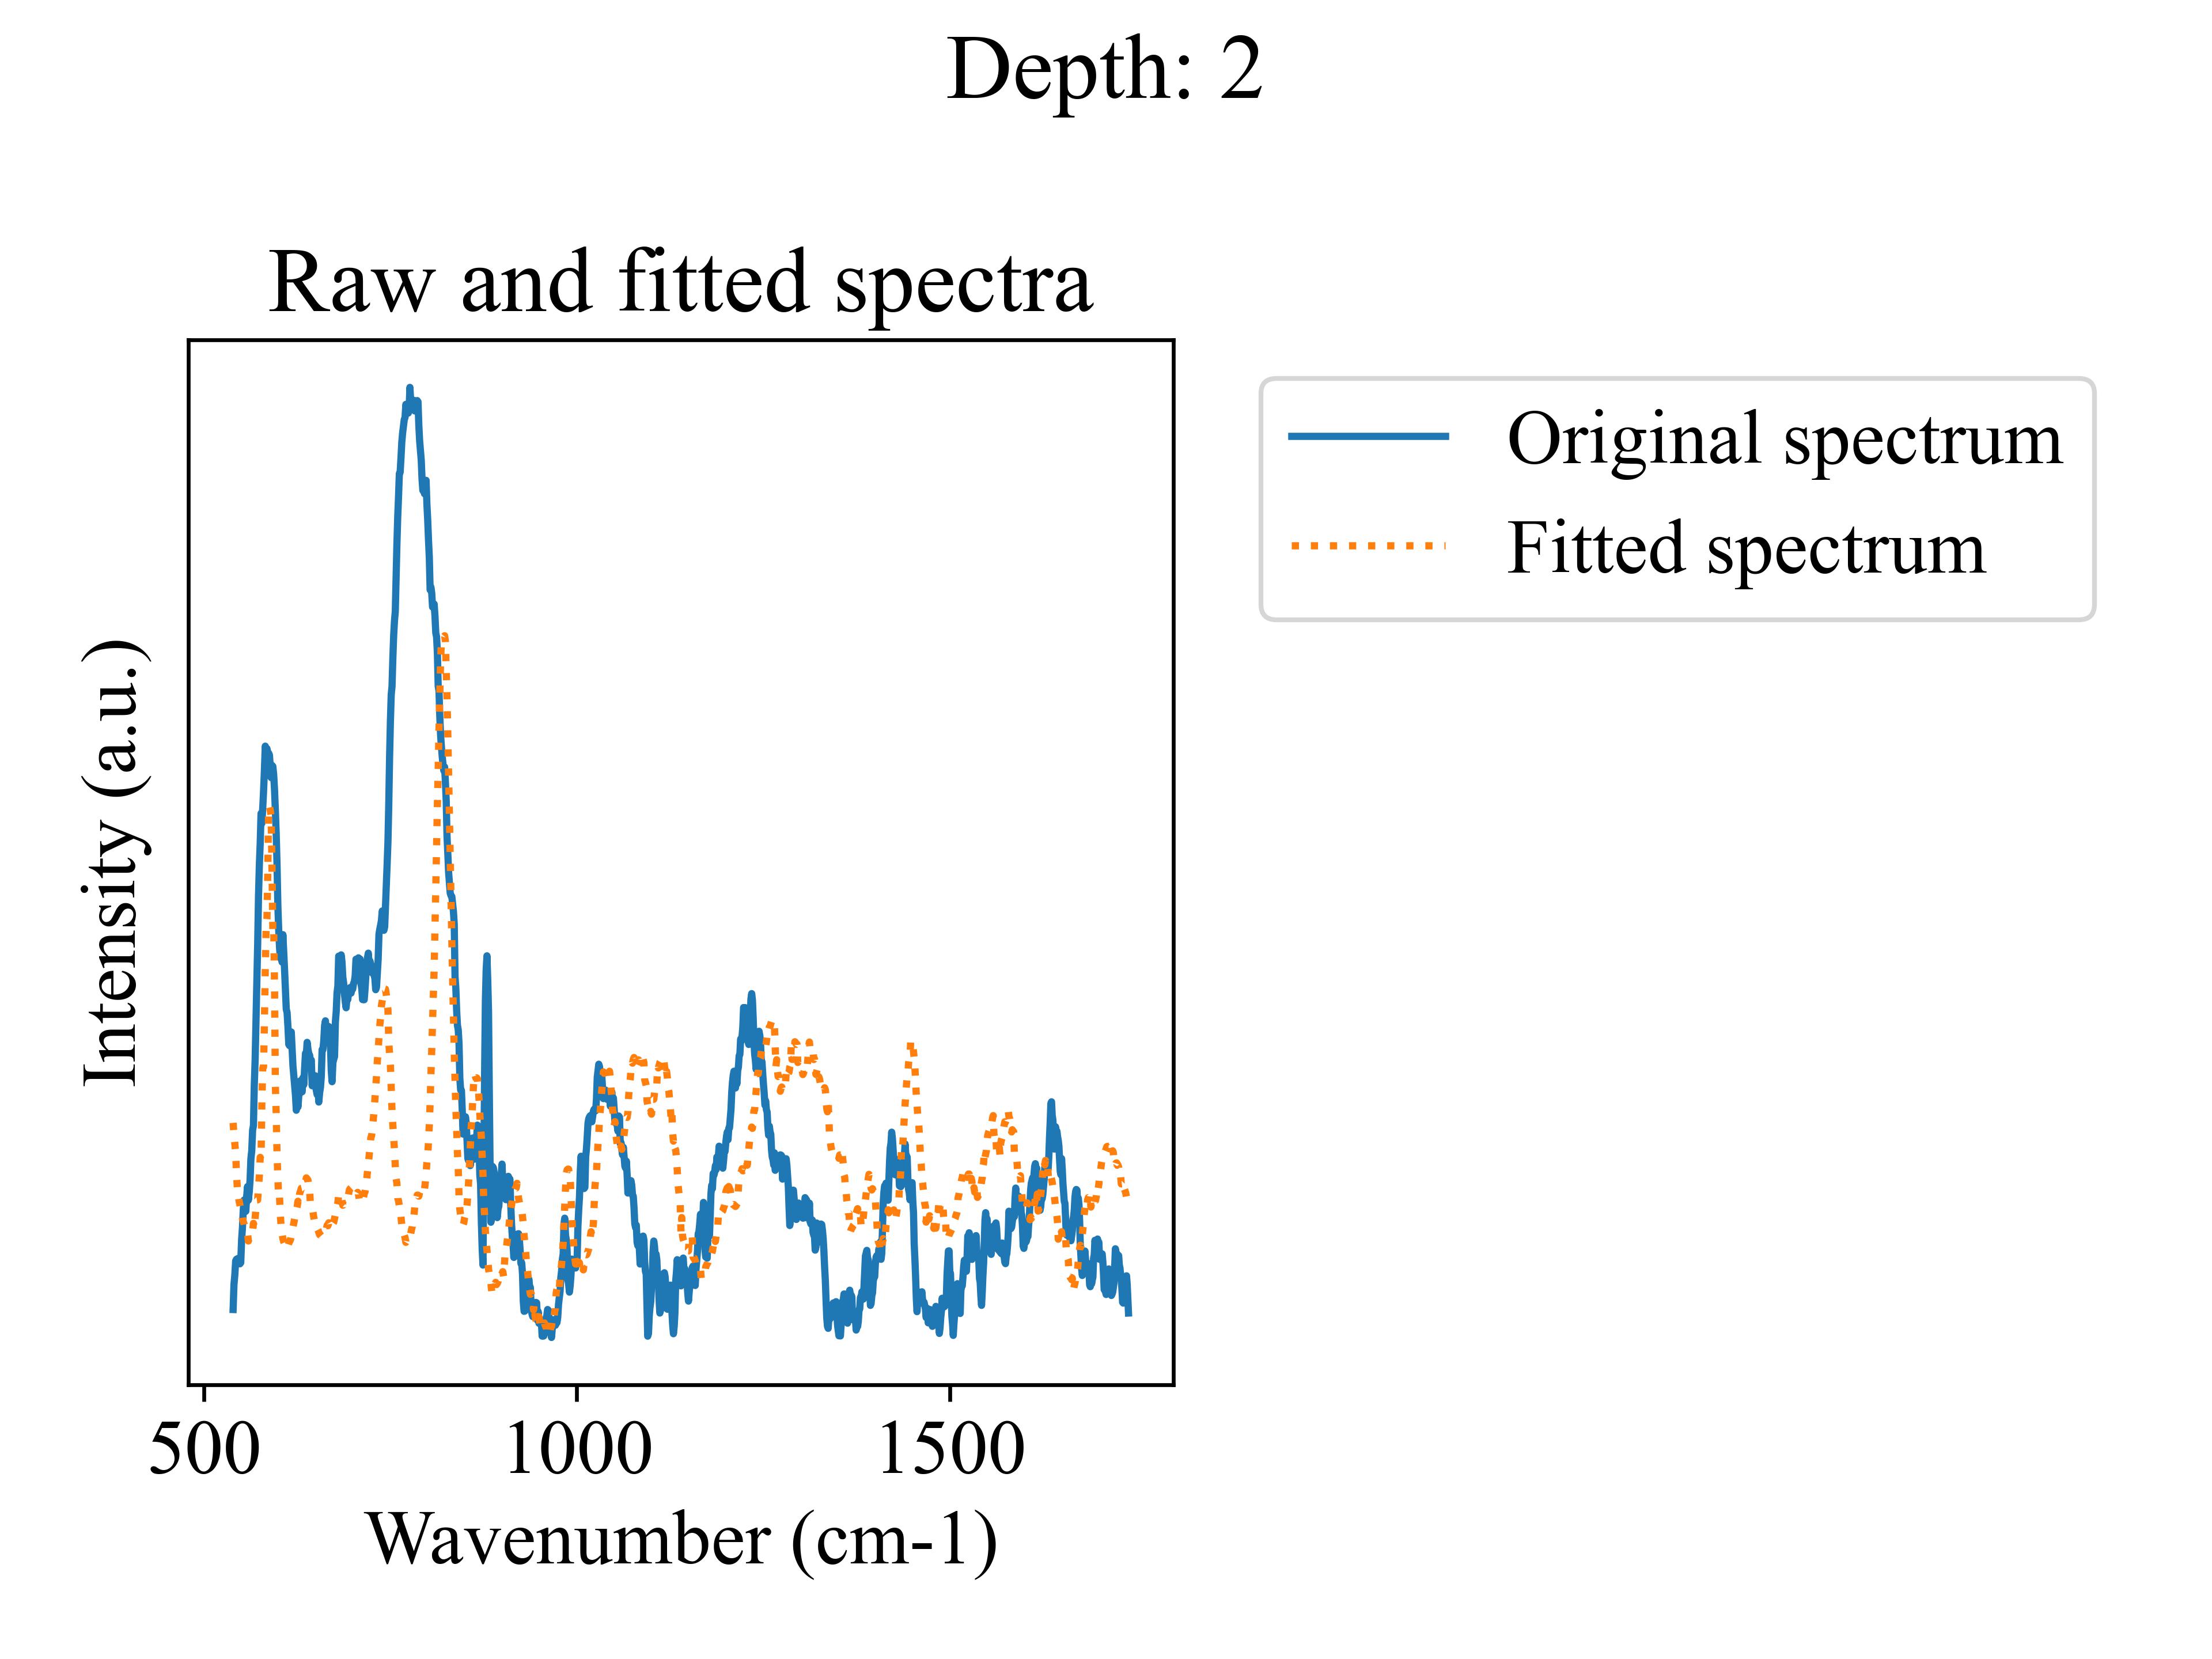 Depth: 2
Raw and fitted spectra
Original spectrum
Fitted spectrum
Intensity (a.u.)
500 1000 1500
Wavenumber (cm-1)